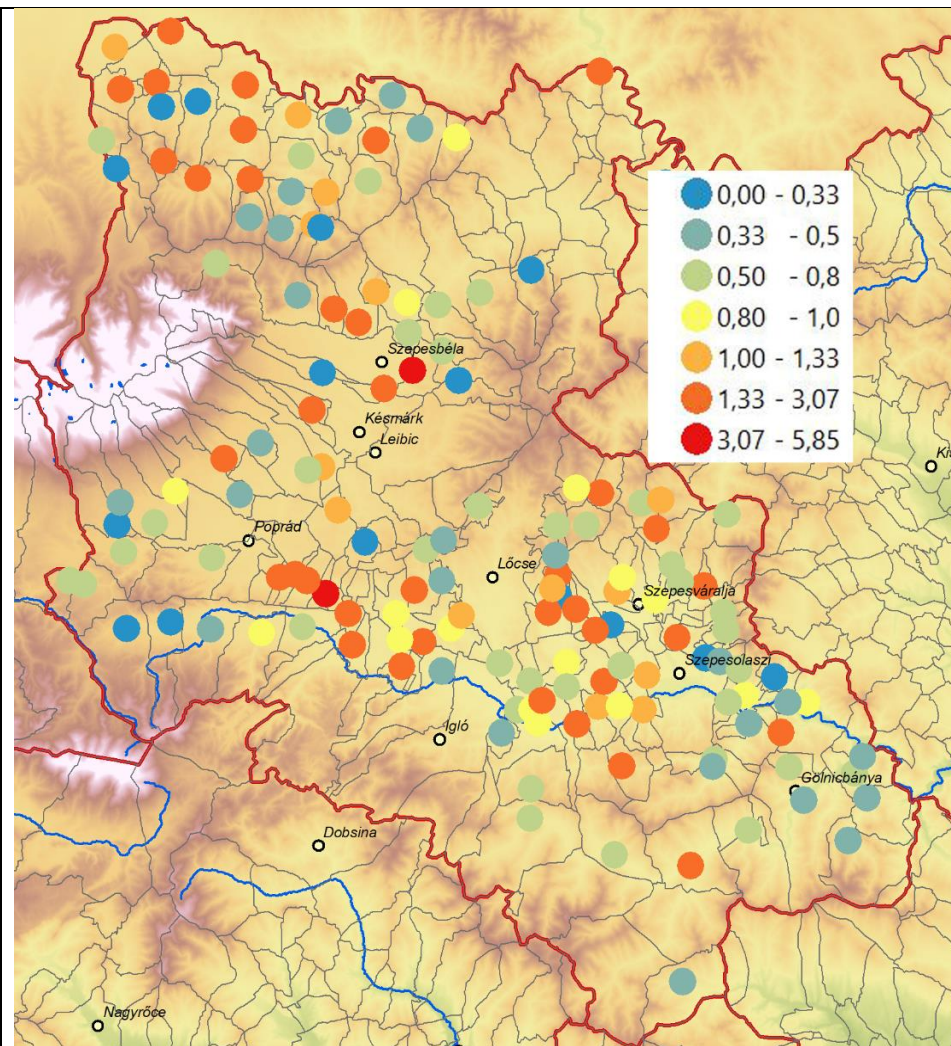 0,00 - 0,33
0,33 - 0,5
0,50 - 0,8
0,80 - 1,0
1,00 - 1,33
1,33 - 3,07
3,07 - 5,85
Szepesbéla
Késmárk
Leibic
Poprád
Lőcse
Szepesváralja
Szepesolaszi
Igló
Gölnicbánya
Dobsina
Nagyrőce